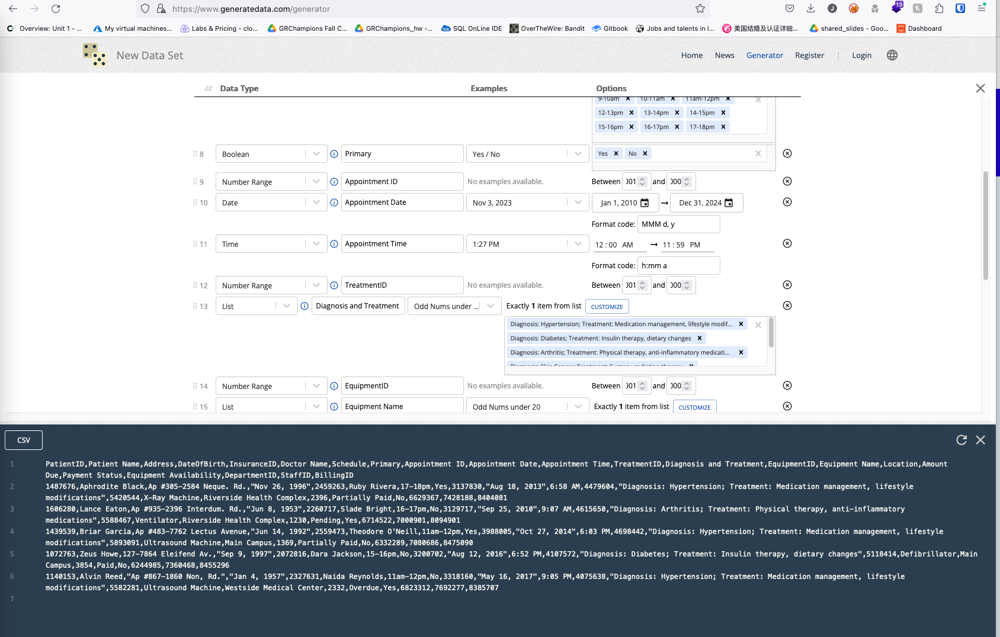 https://www.generatedata.com/generator
13
Overview: Unit 1 - ...
My virtual machines...
Labs & Pricing - clo...
GRChampions Fall C...
GRChampions_hw -...
SQL OnLine IDE
OverTheWire: Bandit
Gitbook
Jobs and talents in I...
美国结婚及认证详细...
shared_slides - Goo...
Dashboard
New Data Set
Home News Generator Register | Login
22 Data Type Examples Options
9-10am 10-11am 11am-12pm
12-13pm 13-14pm 14-15pm
15-16pm 16-17pm 17-18pm
8 Boolean Primary Yes / No Yes No
9 Number Range Appointment ID No examples available. Between 001 and 000
10 Date Appointment Date Nov 3, 2023 Jan 1, 2010 → Dec 31, 2024
Format code: MMM d, y
11 Time Appointment Time 1:27 PM 12 : 00 AM → 11 : 59 PM
Format code: h:mm a
12 Number Range TreatmentID No examples available. Between 001 and 000
13 List Diagnosis and Treatment Odd Nums under ... Exactly 1 item from list CUSTOMIZE
Diagnosis: Hypertension; Treatment: Medication management, lifestyle modif...
Diagnosis: Diabetes; Treatment: Insulin therapy, dietary changes
Diagnosis: Arthritis; Treatment: Physical therapy, anti-inflammatory medicati...
Diagnosis: Skin Cancer; Treatment: Surgery, radiation therapy
14 Number Range EquipmentID No examples available. Between 001 and 000
15 List Equipment Name Odd Nums under 20 Exactly 1 item from list CUSTOMIZE
CSV
1 PatientID,Patient Name,Address,DateOfBirth,InsuranceID,Doctor Name,Schedule,Primary,Appointment ID,Appointment Date,Appointment Time,TreatmentID,Diagnosis and Treatment,EquipmentID,Equipment Name,Location,Amount
Due,Payment Status,Equipment Availability,DepartmentID,StaffID,BillingID
2 1487676,Aphrodite Black,Ap #305-2584 Neque. Rd.,"Nov 26, 1996",2459263,Ruby Rivera,17-18pm,Yes,3137830,"Aug 18, 2013",6:58 AM,4479604,"Diagnosis: Hypertension; Treatment: Medication management, lifestyle
modifications",5420544,X-Ray Machine,Riverside Health Complex,2396,Partially Paid,No,6629367,7428188,8404081
3 1606280,Lance Eaton,Ap #935-2396 Interdum. Rd.,"Jun 8, 1953",2260717,Slade Bright,16-17pm,No,3129717,"Sep 25, 2010",9:07 AM,4615650,"Diagnosis: Arthritis; Treatment: Physical therapy, anti-inflammatory
medications",5588467,Ventilator,Riverside Health Complex,1230,Pending,Yes,6714522,7000901,8094901
4 1439539,Briar Garcia,Ap #483-7762 Lectus Avenue,"Jun 14, 1992",2559473,Theodore O'Neill,11am-12pm,Yes,3988005,"Oct 27, 2014",6:03 PM,4698442,"Diagnosis: Hypertension; Treatment: Medication management, lifestyle
modifications",5893091,Ultrasound Machine,Main Campus,1369,Partially Paid,No,6332289,7080686,8475090
5 1072763,Zeus Howe,127-7864 Eleifend Av.,"Sep 9, 1997",2072816,Dara Jackson,15-16pm,No,3200702,"Aug 12, 2016",6:52 PM,4107572,"Diagnosis: Diabetes; Treatment: Insulin therapy, dietary changes",5118414,Defibrillator,Main
Campus,3854,Paid,No,6244985,7360468,8455296
6 1140153,Alvin Reed,"Ap #867-1860 Non, Rd.","Jan 4, 1957",2327631,Naida Reynolds,11am-12pm,No,3318160,"May 16, 2017",9:05 PM,4075638,"Diagnosis: Hypertension; Treatment: Medication management, lifestyle
modifications",5582281,Ultrasound Machine,Westside Medical Center,2332,Overdue,Yes,6823312,7692277,8385707
7